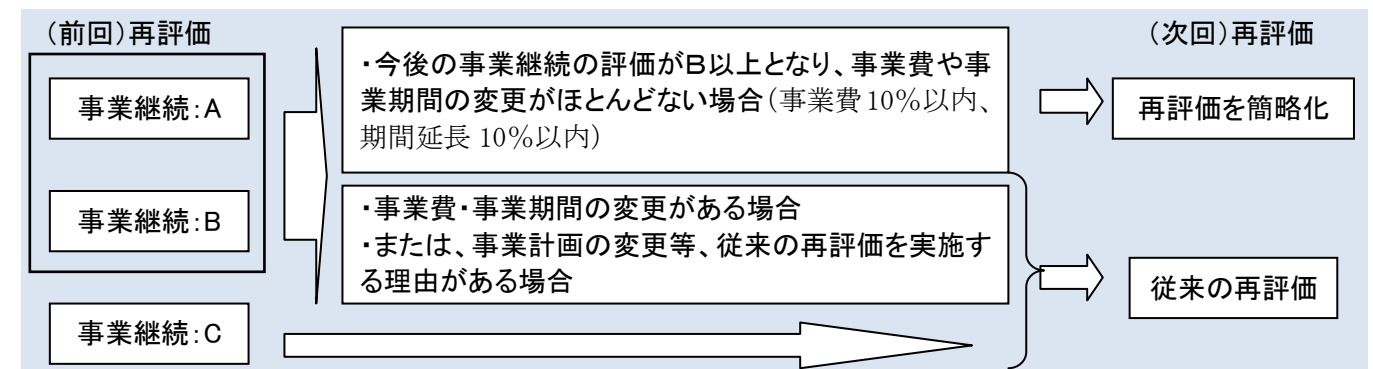 （前回）再評価
事業継続：A
事業継続：B
事業継続：C
・今後の事業継続の評価がB以上となり、事業費や事
業期間の変更がほとんどない場合（事業費10％以内、
期間延長 10％以内）
・事業費・事業期間の変更がある場合
・または、事業計画の変更等、従来の再評価を実施す
る理由がある場合
（次回）再評価
再評価を簡略化
従来の再評価